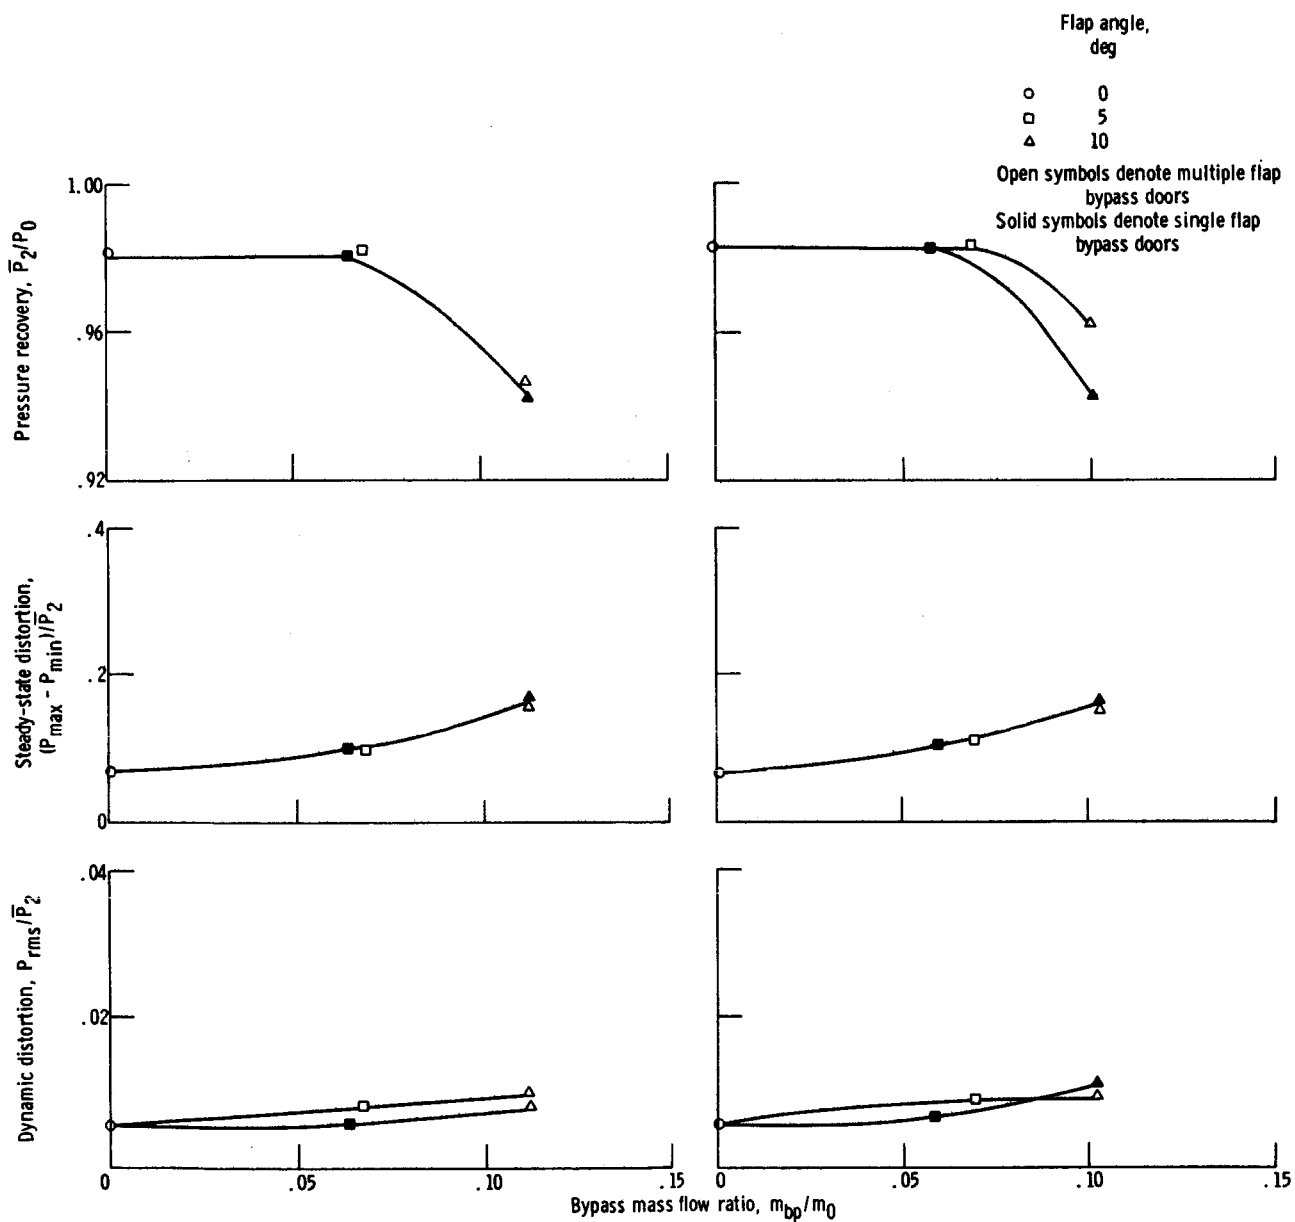 Flap angle,
deg
0
5
10
Open symbols denote multiple flap
bypass doors
Solid symbols denote single flap
bypass doors
Pressure recovery, P̅2/P0
1.00
.96
.92
Steady-state distortion,
(Pmax - Pmin)/P̅2
.4
.2
0
Dynamic distortion, Prms/P̅2
.04
.02
0 .05 .10 .15 0 .05 .10 .15
Bypass mass flow ratio, mbp/m0